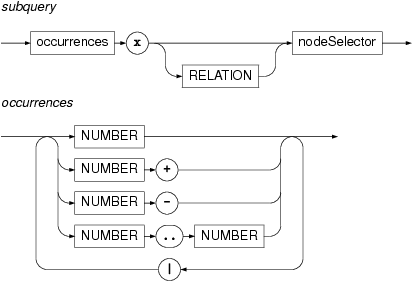 subquery
occurrences x nodeSelector
RELATION
occurrences
NUMBER
NUMBER +
NUMBER -
NUMBER .. NUMBER
|